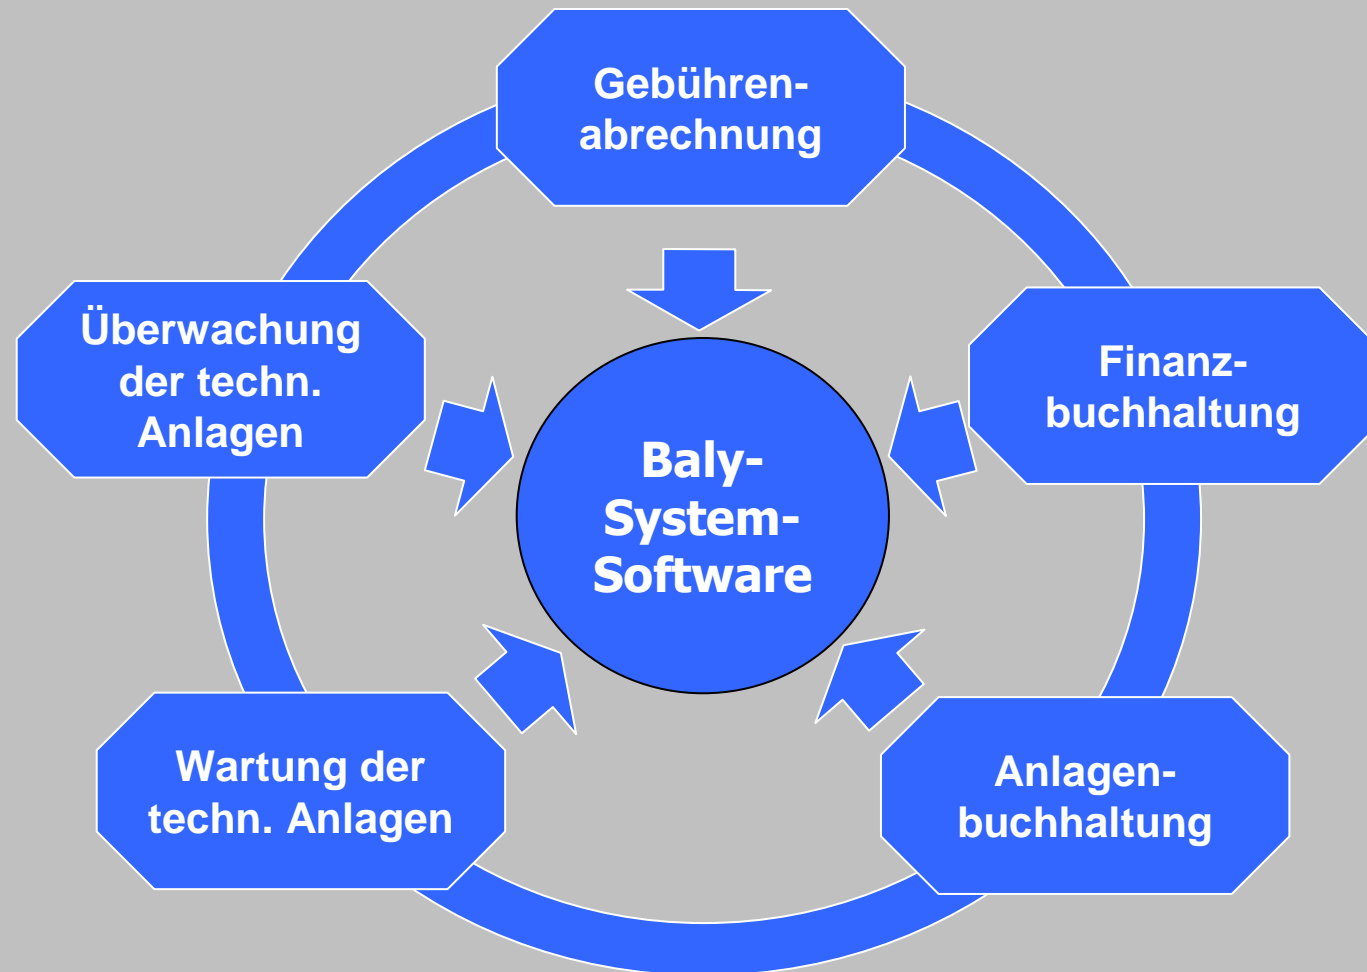 Gebühren-
abrechnung
Überwachung
der techn.
Anlagen
Finanz-
buchhaltung
Baly-
System-
Software
Wartung der
techn. Anlagen
Anlagen-
buchhaltung